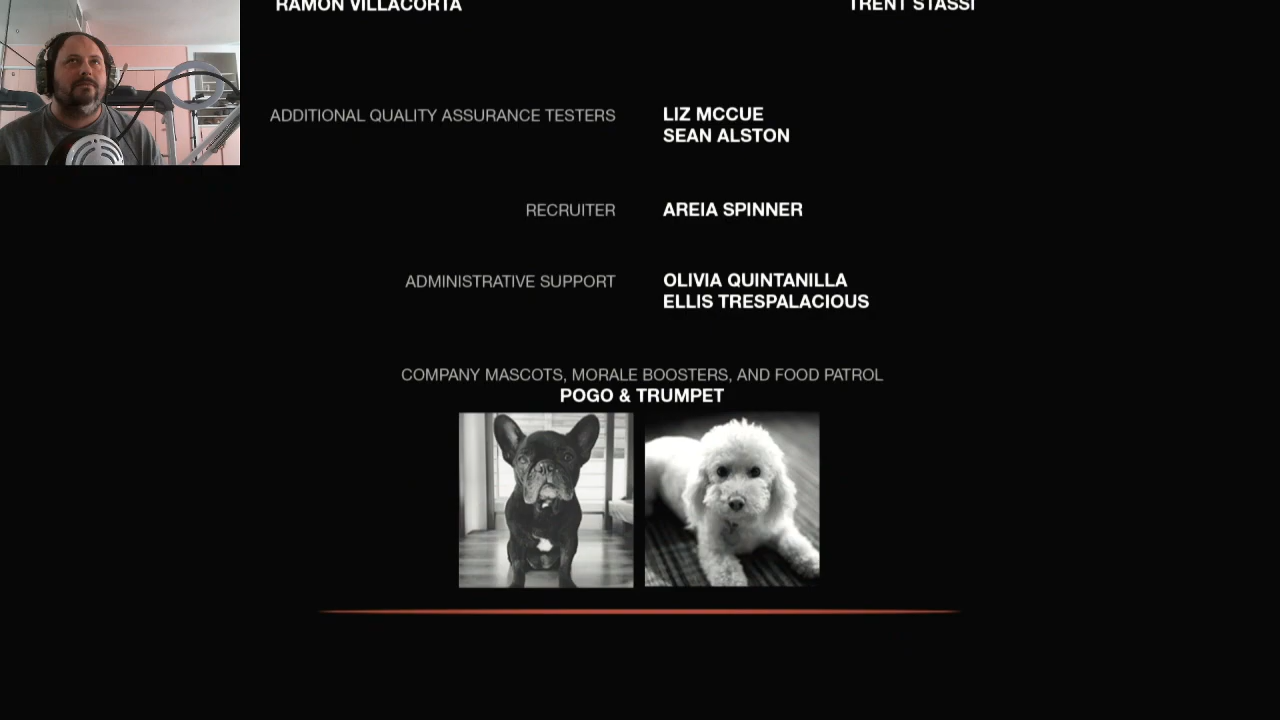 RAMON VILLACORTA
TRENT STASSI
ADDITIONAL QUALITY ASSURANCE TESTERS
LIZ MCCUE
SEAN ALSTON
RECRUITER
AREIA SPINNER
ADMINISTRATIVE SUPPORT
OLIVIA QUINTANILLA
ELLIS TRESPALACIOUS
COMPANY MASCOTS, MORALE BOOSTERS, AND FOOD PATROL
POGO & TRUMPET